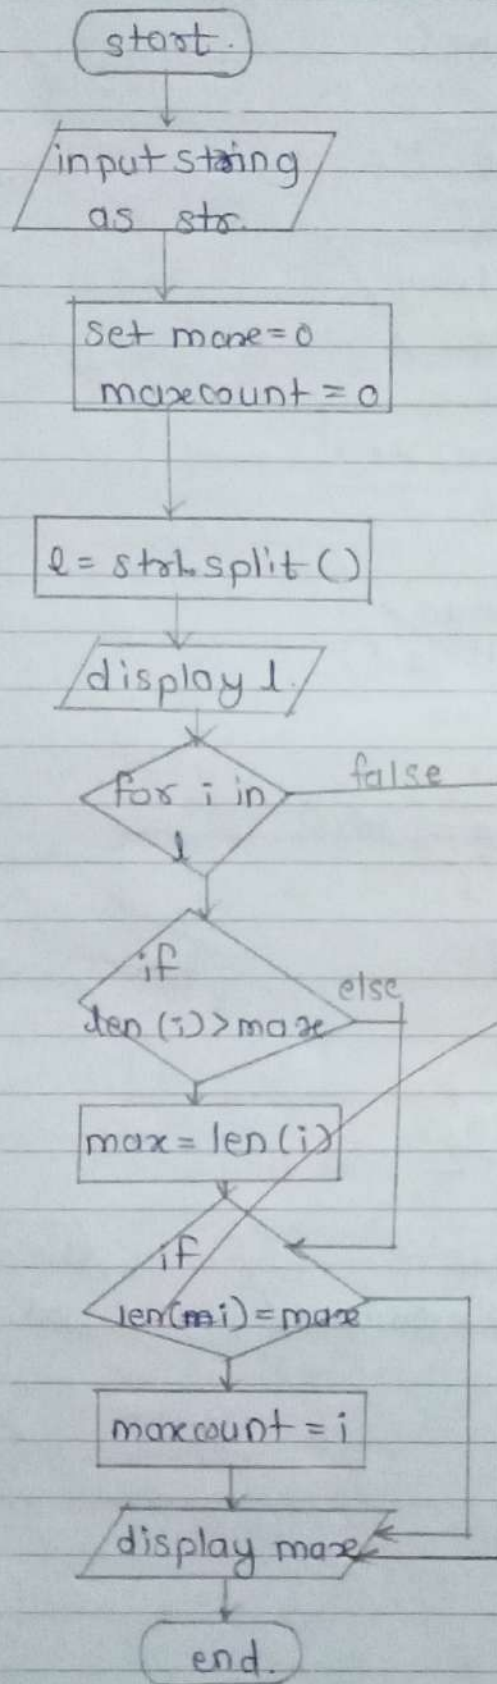 start.
input string
as str.
set max=0
maxcount = 0
l = str1.split()
display l.
for i in
l
false
if
len (i) > max
else
max = len(i)
if
len(i) = max
maxcount = i
display max
end.